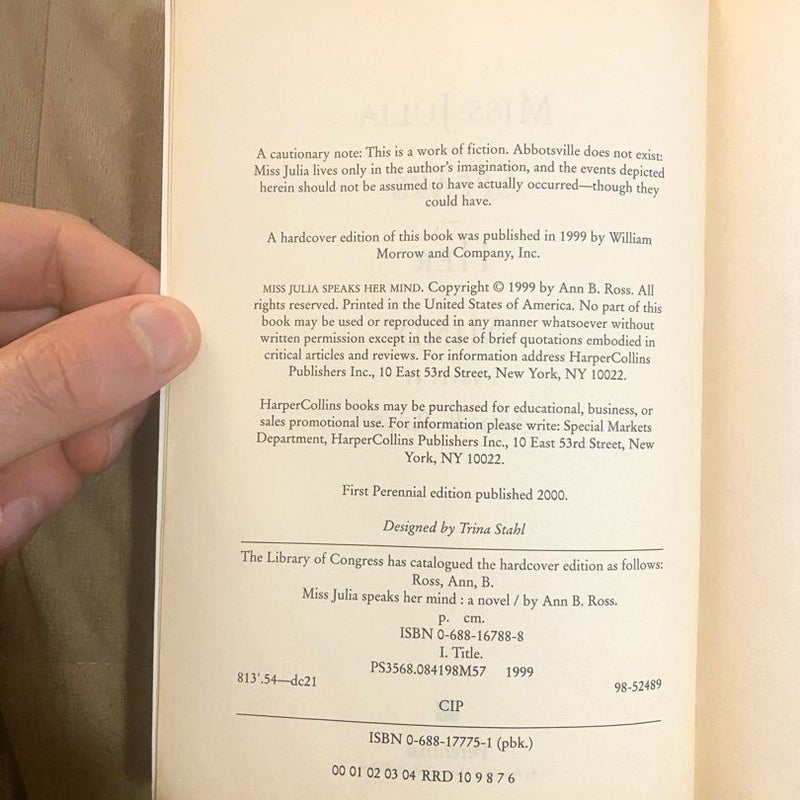 MISS JULIA
A cautionary note: This is a work of fiction. Abbotsville does not exist:
Miss Julia lives only in the author's imagination, and the events depicted
herein should not be assumed to have actually occurred—though they
could have.
A hardcover edition of this book was published in 1999 by William
Morrow and Company, Inc.
MISS JULIA SPEAKS HER MIND. Copyright © 1999 by Ann B. Ross. All
rights reserved. Printed in the United States of America. No part of this
book may be used or reproduced in any manner whatsoever without
written permission except in the case of brief quotations embodied in
critical articles and reviews. For information address HarperCollins
Publishers Inc., 10 East 53rd Street, New York, NY 10022.
HarperCollins books may be purchased for educational, business, or
sales promotional use. For information please write: Special Markets
Department, HarperCollins Publishers Inc., 10 East 53rd Street, New
York, NY 10022.
First Perennial edition published 2000.
Designed by Trina Stahl
The Library of Congress has catalogued the hardcover edition as follows:
Ross, Ann, B.
Miss Julia speaks her mind : a novel / by Ann B. Ross.
p. cm.
ISBN 0-688-16788-8
I. Title.
PS3568.084198M57 1999
813'.54—dc21 98-52489
CIP
ISBN 0-688-17775-1 (pbk.)
00 01 02 03 04 RRD 10 9 8 7 6